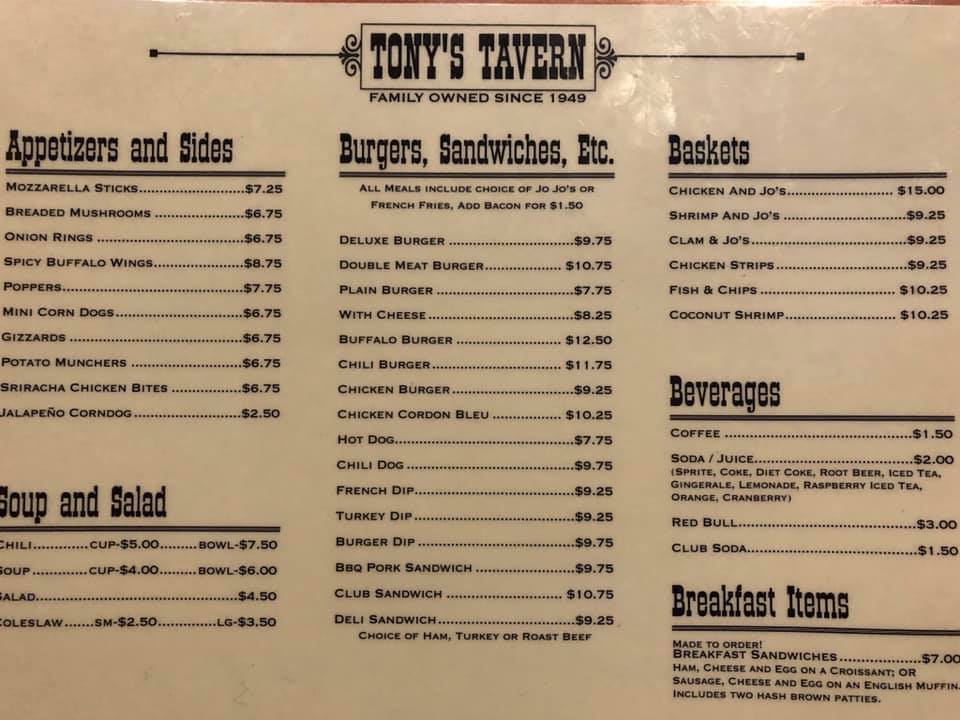 TONY'S TAVERN
FAMILY OWNED SINCE 1949
Appetizers and Sides
MOZZARELLA STICKS.........................$7.25
BREADED MUSHROOMS .....................$6.75
ONION RINGS ...................................$6.75
SPICY BUFFALO WINGS.....................$8.75
POPPERS...........................................$7.75
MINI CORN DOGS..............................$6.75
GIZZARDS .........................................$6.75
POTATO MUNCHERS ..........................$6.75
SRIRACHA CHICKEN BITES .................$6.75
JALAPEÑO CORNDOG..........................$2.50
Soup and Salad
CHILI.............CUP-$5.00.........BOWL-$7.50
SOUP .............CUP-$4.00.........BOWL-$6.00
SALAD................................................$4.50
COLESLAW .......SM-$2.50..............LG-$3.50
Burgers, Sandwiches, Etc.
ALL MEALS INCLUDE CHOICE OF JO JO'S OR
FRENCH FRIES, ADD BACON FOR $1.50
DELUXE BURGER ..............................$9.75
DOUBLE MEAT BURGER.................. $10.75
PLAIN BURGER .................................$7.75
WITH CHEESE...................................$8.25
BUFFALO BURGER ......................... $12.50
CHILI BURGER............................... $11.75
CHICKEN BURGER.............................$9.25
CHICKEN CORDON BLEU ................ $10.25
HOT DOG...........................................$7.75
CHILI DOG ........................................$9.75
FRENCH DIP......................................$9.25
TURKEY DIP.......................................$9.25
BURGER DIP ......................................$9.75
BBQ PORK SANDWICH .......................$9.75
CLUB SANDWICH ........................... $10.75
DELI SANDWICH.................................$9.25
CHOICE OF HAM, TURKEY OR ROAST BEEF
Baskets
CHICKEN AND JO'S......................... $15.00
SHRIMP AND JO'S .............................$9.25
CLAM & JO'S.....................................$9.25
CHICKEN STRIPS...............................$9.25
FISH & CHIPS ................................ $10.25
COCONUT SHRIMP.......................... $10.25
Beverages
COFFEE .............................................$1.50
SODA / JUICE......................................$2.00
(SPRITE, COKE, DIET COKE, ROOT BEER, ICED TEA,
GINGERALE, LEMONADE, RASPBERRY ICED TEA,
ORANGE, CRANBERRY)
RED BULL...........................................$3.00
CLUB SODA.........................................$1.50
Breakfast Items
MADE TO ORDER!
BREAKFAST SANDWICHES ....................$7.00
HAM, CHEESE AND EGG ON A CROISSANT; OR
SAUSAGE, CHEESE AND EGG ON AN ENGLISH MUFFIN.
INCLUDES TWO HASH BROWN PATTIES.